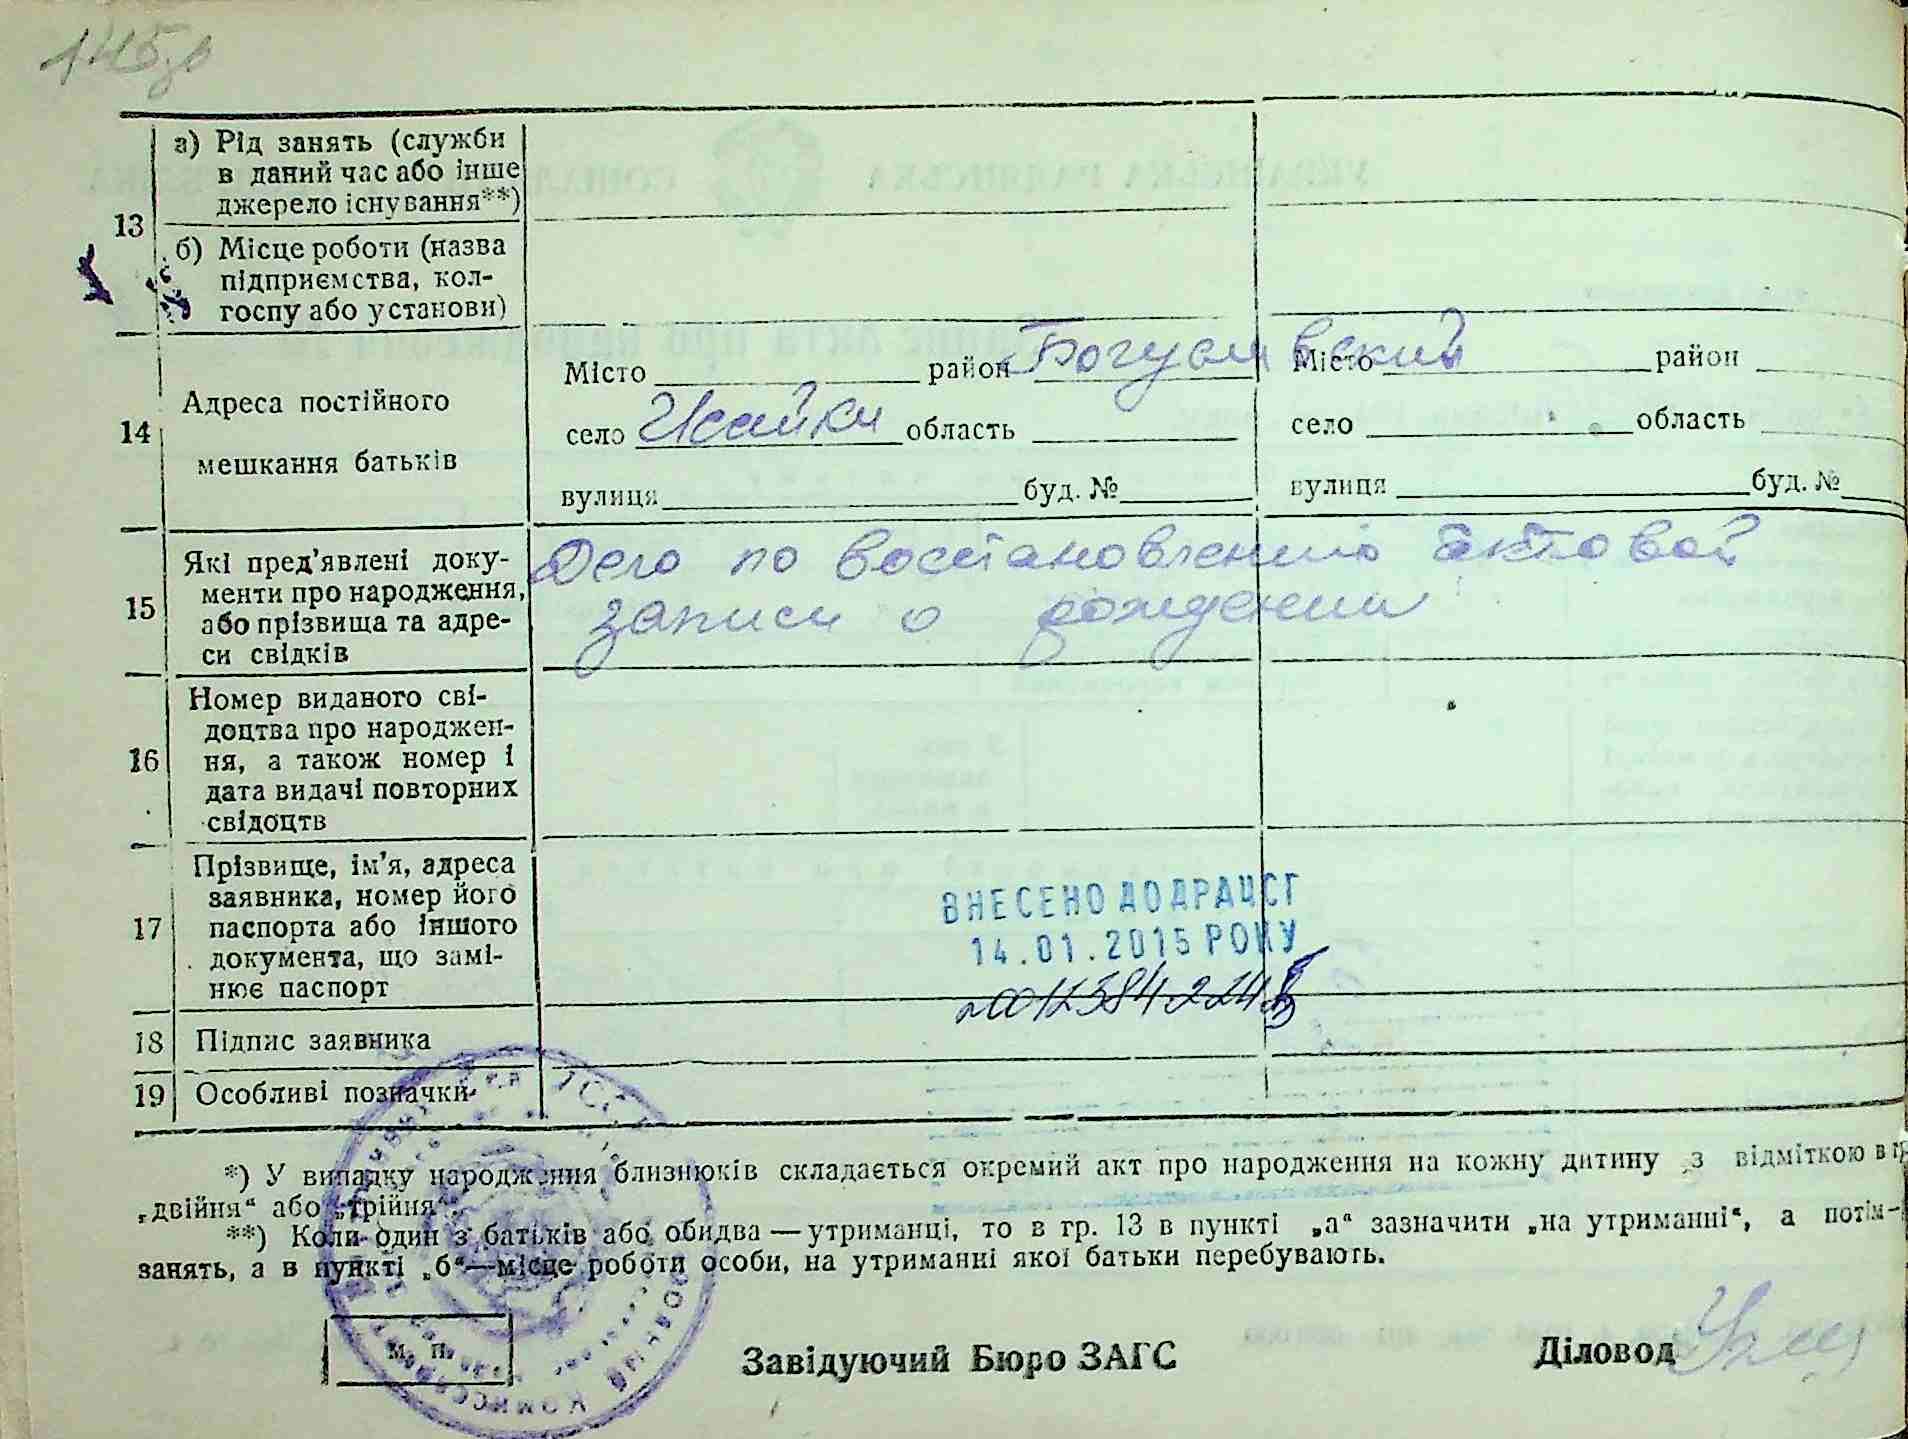 13
а) Рід занять (служби
в даний час або інше
джерело існування**)
б) Місце роботи (назва
підприємства, кол-
госпу або установи)
14
Адреса постійного
мешкання батьків
Місто район Богуславский Місто район
село Исайки область село область
вулиця буд. № вулиця буд. №
15
Які пред'явлені доку-
менти про народження,
або прізвища та адре-
си свідків
Дело по восстановлению актовой
записи о рождении
16
Номер виданого сві-
доцтва про народжен-
ня, а також номер і
дата видачі повторних
свідоцтв
17
Прізвище, ім'я, адреса
заявника, номер його
паспорта або іншого
документа, що замі-
нює паспорт
ВНЕСЕНО ДО ДРАЦСГ
14.01.2015 РОКУ
18 Підпис заявника
19 Особливі позначки
*) У випадку народження близнюків складається окремий акт про народження на кожну дитину з відміткою в гр
„двійня“ або „трійня“.
**) Коли один з батьків або обидва — утриманці, то в гр. 13 в пункті „а“ зазначити „на утриманні“, а потім —
занять, а в пункті „б“ — місце роботи особи, на утриманні якої батьки перебувають.
М. П.
Завідуючий Бюро ЗАГС Діловод